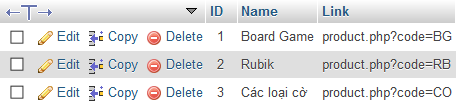 ID Name Link
Edit Copy Delete 1 Board Game product.php?code=BG
Edit Copy Delete 2 Rubik product.php?code=RB
Edit Copy Delete 3 Các loại cờ product.php?code=CO